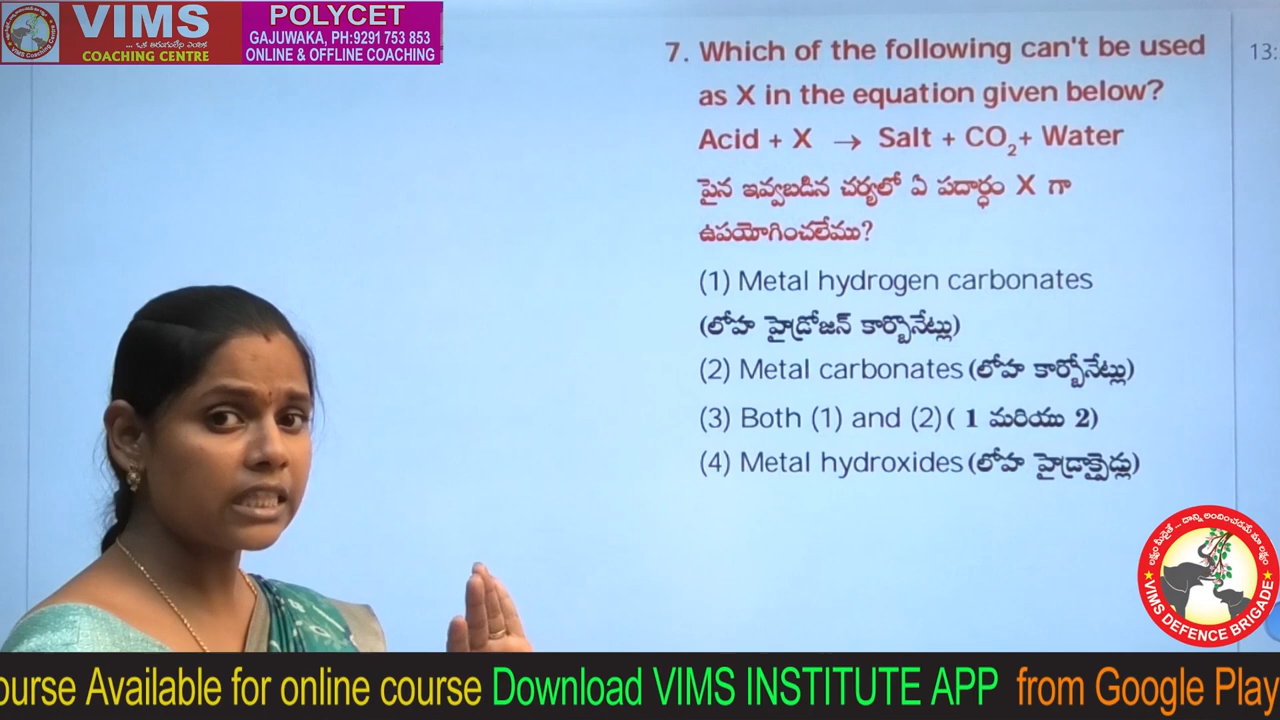 VIMS
... ఒక తిరుగులేని ఎంపిక
COACHING CENTRE
POLYCET
GAJUWAKA, PH:9291 753 853
ONLINE & OFFLINE COACHING
7. Which of the following can't be used
as X in the equation given below?
Acid + X → Salt + CO₂+ Water
పైన ఇవ్వబడిన చర్యలో ఏ పదార్థం X గా
ఉపయోగించలేము?
(1) Metal hydrogen carbonates
(లోహ హైడ్రోజన్ కార్బొనేట్లు)
(2) Metal carbonates (లోహ కార్బోనేట్లు)
(3) Both (1) and (2) ( 1 మరియు 2)
(4) Metal hydroxides (లోహ హైడ్రాక్సైడ్లు)
13:
VIMS DEFENCE BRIGADE
ourse Available for online course Download VIMS INSTITUTE APP from Google Play